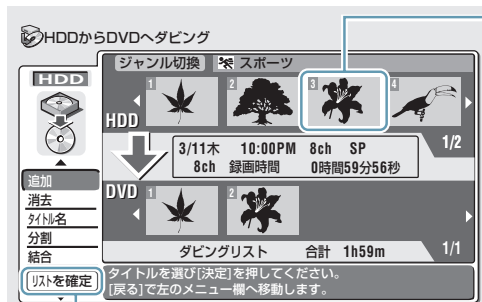 HDDからDVDへダビング
ジャンル切換 スポーツ
HDD
1 2 3 4
HDD
3/11木 10:00PM 8ch SP
8ch 録画時間 0時間59分56秒
1/2
追加
消去
タイトル名
分割
結合
リストを確定
DVD 1 2
ダビングリスト 合計 1h59m 1/1
タイトルを選び[決定]を押してください。
[戻る]で左のメニュー欄へ移動します。